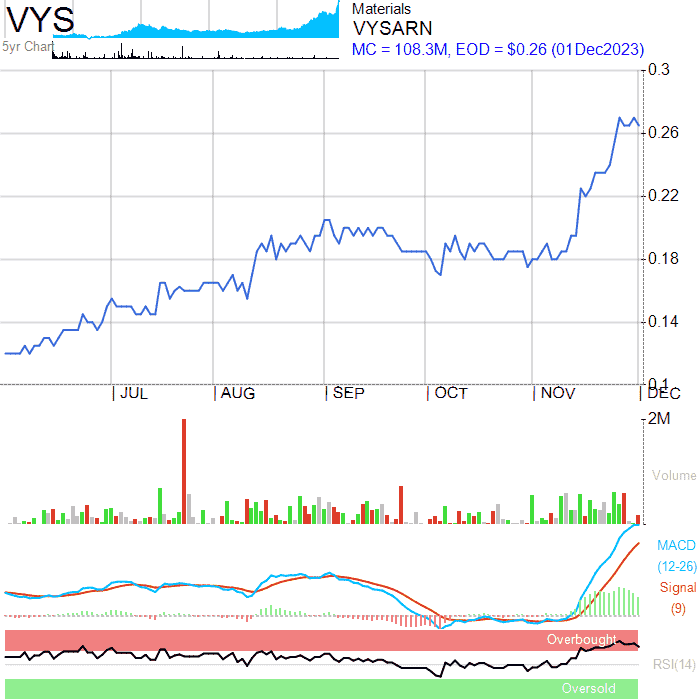 VYS
5yr Chart
Materials
VYSARN
MC = 108.3M, EOD = $0.26 (01Dec2023)
0.3
0.26
0.22
0.18
0.14
0.1
JUL AUG SEP OCT NOV DEC
2M
Volume
MACD
(12-26)
Signal
(9)
Overbought
RSI(14)
Oversold